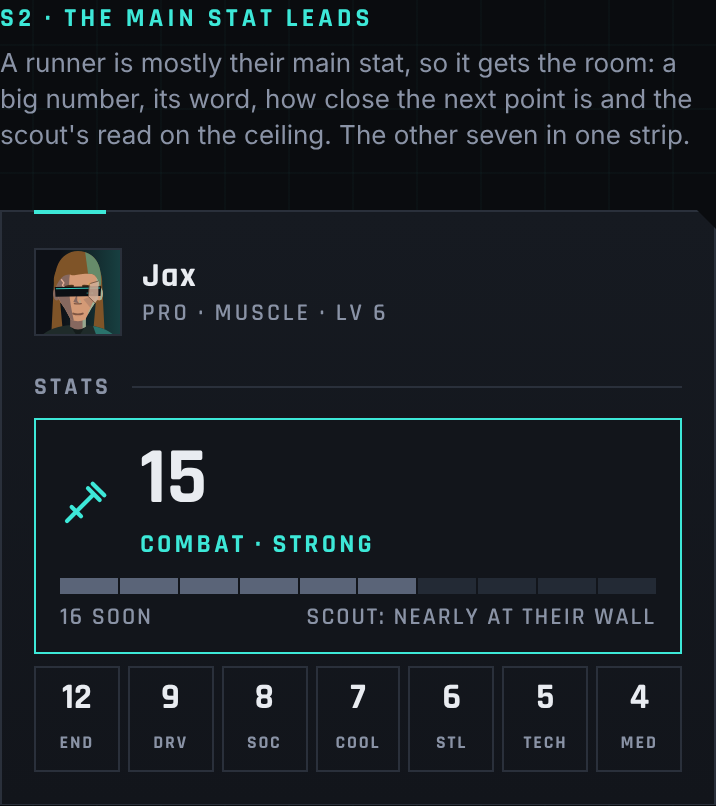 S2 · THE MAIN STAT LEADS
A runner is mostly their main stat, so it gets the room: a
big number, its word, how close the next point is and the
scout's read on the ceiling. The other seven in one strip.
Jax
PRO · MUSCLE · LV 6
STATS
15
COMBAT · STRONG
16 SOON SCOUT: NEARLY AT THEIR WALL
12 9 8 7 6 5 4
END DRV SOC COOL STL TECH MED